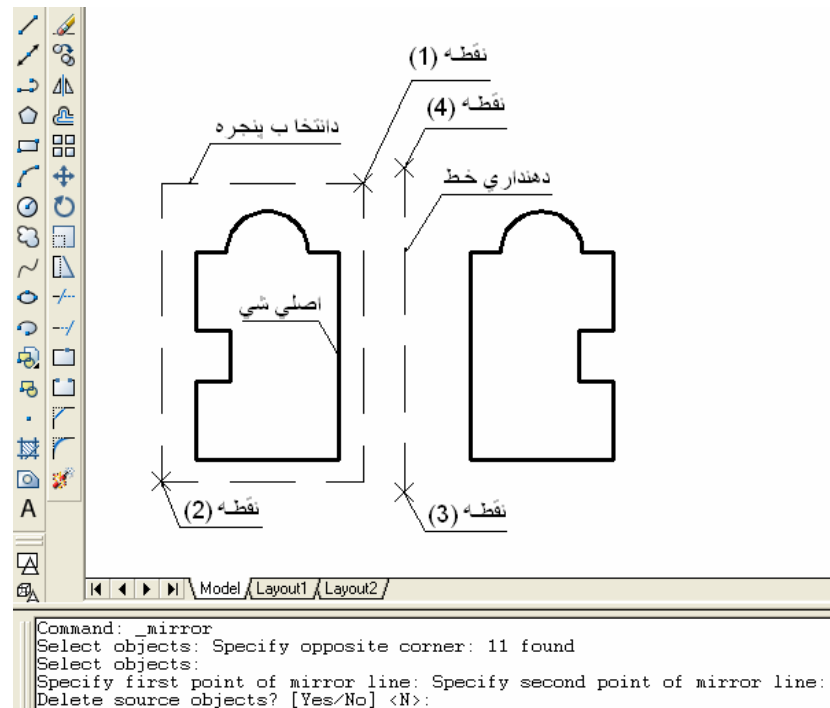 نقطه (1)
نقطه (4)
دانتخا ب پنجره
دهنداري خط
اصلي شي
نقطه (2)
نقطه (3)
A
Model Layout1 Layout2
Command: _mirror
Select objects: Specify opposite corner: 11 found
Select objects:
Specify first point of mirror line: Specify second point of mirror line:
Delete source objects? [Yes/No] <N>: